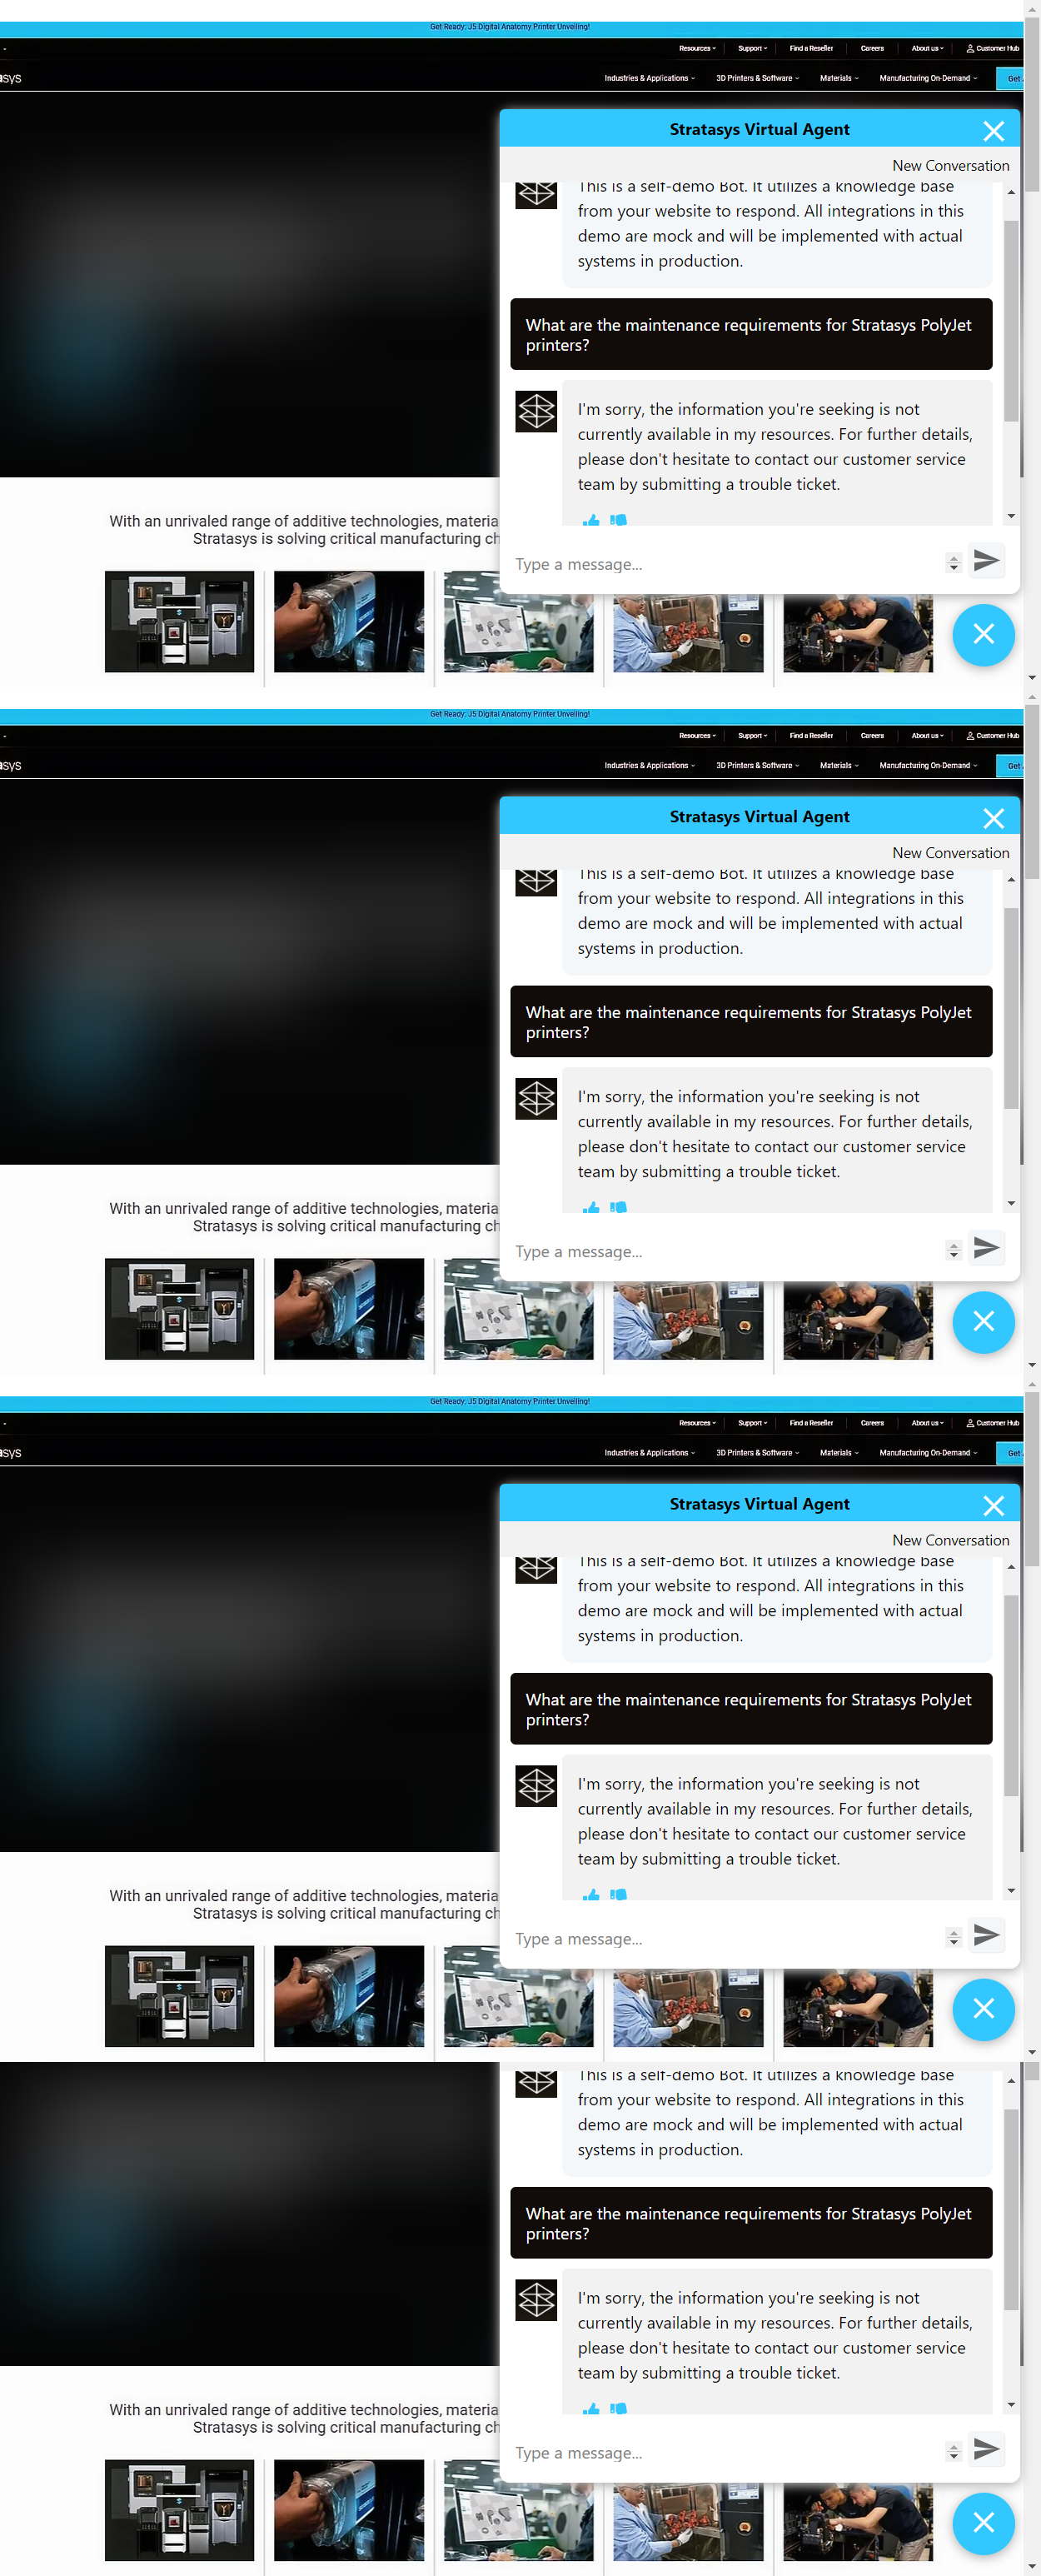 Get Ready: J5 Digital Anatomy Printer Unveiling!
Resources Support Find a Reseller Careers About us Customer Hub
asys Industries & Applications 3D Printers & Software Materials Manufacturing On-Demand Get
Stratasys Virtual Agent
New Conversation
This is a self-demo Bot. It utilizes a knowledge base
from your website to respond. All integrations in this
demo are mock and will be implemented with actual
systems in production.
What are the maintenance requirements for Stratasys PolyJet
printers?
I'm sorry, the information you're seeking is not
currently available in my resources. For further details,
please don't hesitate to contact our customer service
team by submitting a trouble ticket.
With an unrivaled range of additive technologies, materia
Stratasys is solving critical manufacturing ch
Type a message...
Get Ready: J5 Digital Anatomy Printer Unveiling!
Resources Support Find a Reseller Careers About us Customer Hub
asys Industries & Applications 3D Printers & Software Materials Manufacturing On-Demand Get
Stratasys Virtual Agent
New Conversation
This is a self-demo Bot. It utilizes a knowledge base
from your website to respond. All integrations in this
demo are mock and will be implemented with actual
systems in production.
What are the maintenance requirements for Stratasys PolyJet
printers?
I'm sorry, the information you're seeking is not
currently available in my resources. For further details,
please don't hesitate to contact our customer service
team by submitting a trouble ticket.
With an unrivaled range of additive technologies, materia
Stratasys is solving critical manufacturing ch
Type a message...
Get Ready: J5 Digital Anatomy Printer Unveiling!
Resources Support Find a Reseller Careers About us Customer Hub
asys Industries & Applications 3D Printers & Software Materials Manufacturing On-Demand Get
Stratasys Virtual Agent
New Conversation
This is a self-demo Bot. It utilizes a knowledge base
from your website to respond. All integrations in this
demo are mock and will be implemented with actual
systems in production.
What are the maintenance requirements for Stratasys PolyJet
printers?
I'm sorry, the information you're seeking is not
currently available in my resources. For further details,
please don't hesitate to contact our customer service
team by submitting a trouble ticket.
With an unrivaled range of additive technologies, materia
Stratasys is solving critical manufacturing ch
Type a message...
This is a self-demo Bot. It utilizes a knowledge base
from your website to respond. All integrations in this
demo are mock and will be implemented with actual
systems in production.
What are the maintenance requirements for Stratasys PolyJet
printers?
I'm sorry, the information you're seeking is not
currently available in my resources. For further details,
please don't hesitate to contact our customer service
team by submitting a trouble ticket.
With an unrivaled range of additive technologies, materia
Stratasys is solving critical manufacturing ch
Type a message...